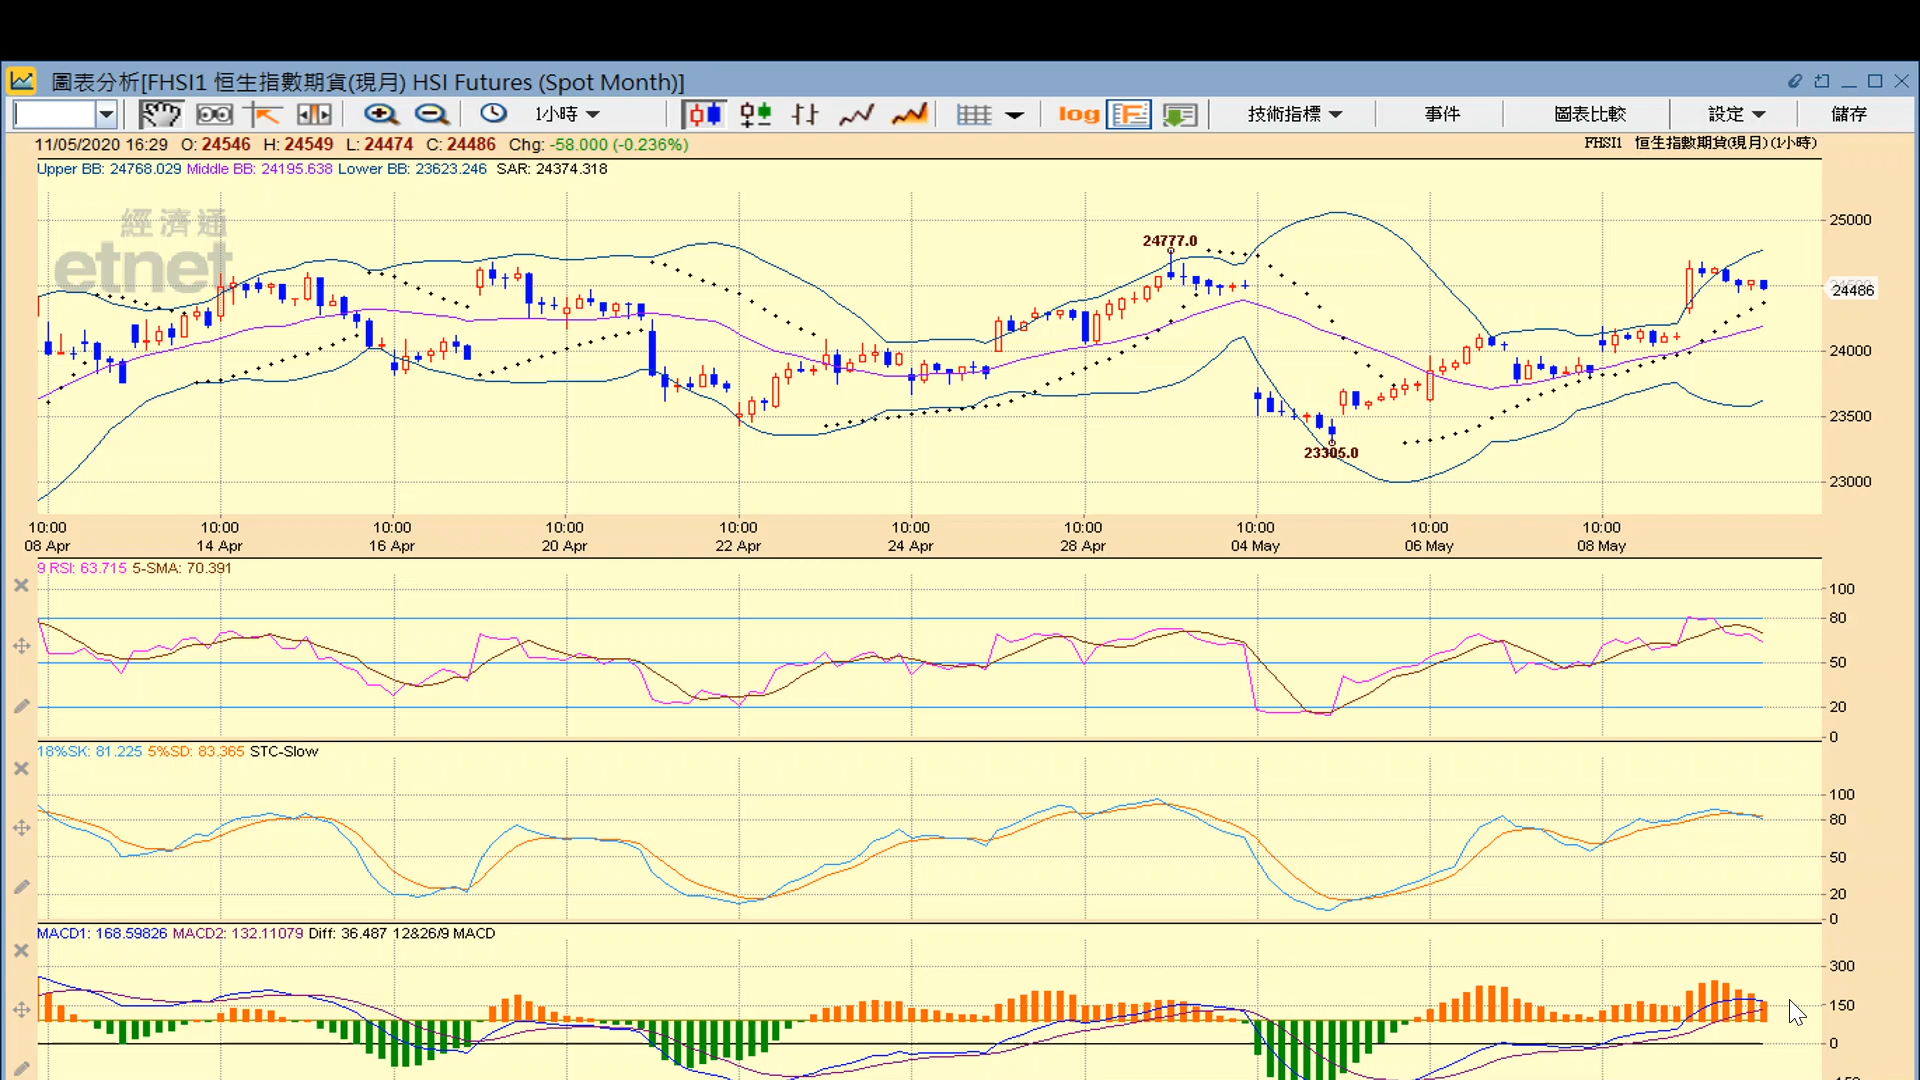 圖表分析[FHSI1 恒生指數期貨(現月) HSI Futures (Spot Month)]
1小時 log 技術指標 事件 圖表比較 設定 儲存
11/05/2020 16:29 O: 24546 H: 24549 L: 24474 C: 24486 Chg: -58.000 (-0.236%) FHSI1 恒生指數期貨(現月)(1小時)
Upper BB: 24768.029 Middle BB: 24195.638 Lower BB: 23623.246 SAR: 24374.318
經濟通
etnet
25000
24777.0
24486
24000
23500
23305.0
23000
10:00 10:00 10:00 10:00 10:00 10:00 10:00 10:00 10:00 10:00
08 Apr 14 Apr 16 Apr 20 Apr 22 Apr 24 Apr 28 Apr 04 May 06 May 08 May
9 RSI: 63.715 5-SMA: 70.391
100
80
50
20
0
18%SK: 81.225 5%SD: 83.365 STC-Slow
100
80
50
20
0
MACD1: 168.59826 MACD2: 132.11079 Diff: 36.487 12&26/9 MACD
300
150
0